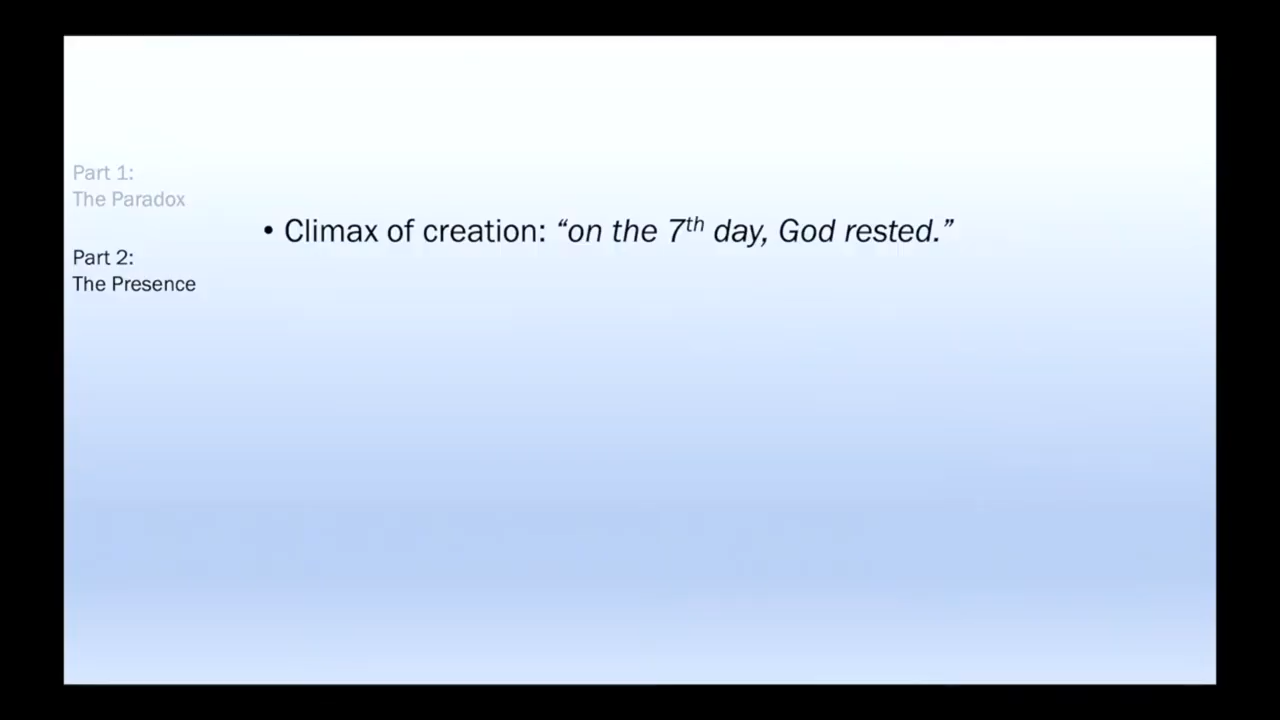 Part 1:
The Paradox
• Climax of creation: “on the 7th day, God rested.”
Part 2:
The Presence